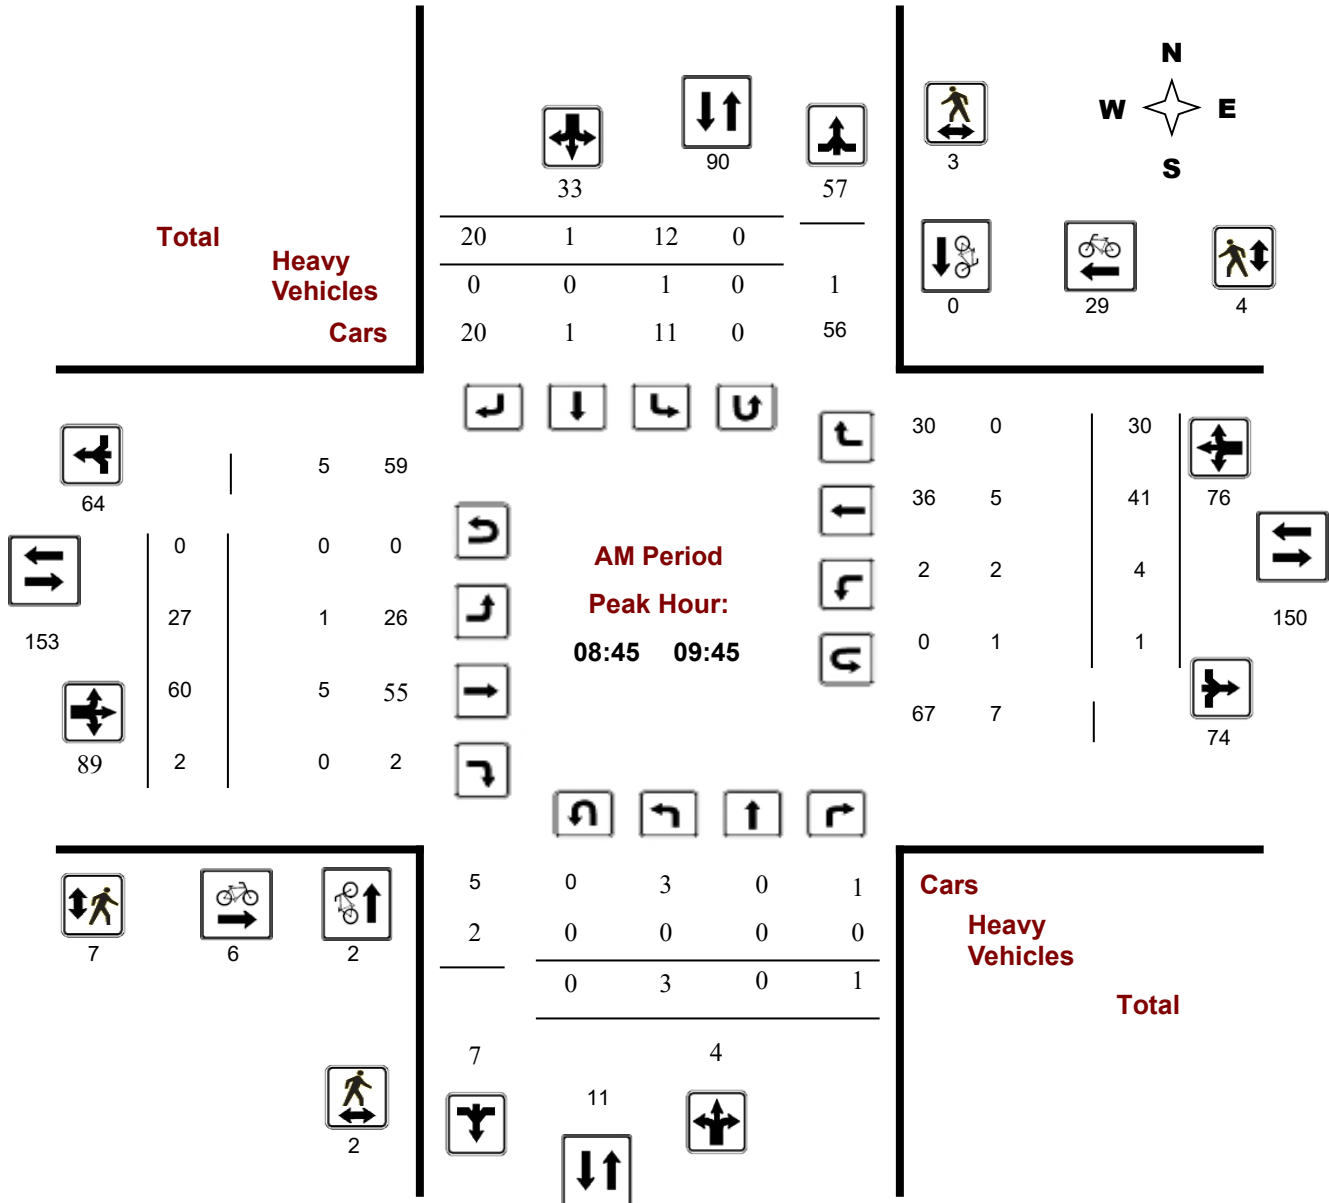 N
W E
S
33 90 57 3
Total 20 1 12 0
Heavy
Vehicles 0 0 1 0 1
Cars 20 1 11 0 56
0 29 4
30 0 30
5 59
64 36 5 41 76
0 0 0 AM Period 2 2 4
27 1 26 Peak Hour: 150
153 08:45 09:45 0 1 1
60 5 55
67 7 74
89 2 0 2
5 0 3 0 1 Cars
2 0 0 0 0 Heavy
Vehicles
7 6 2
0 3 0 1 Total
7 4
11
2